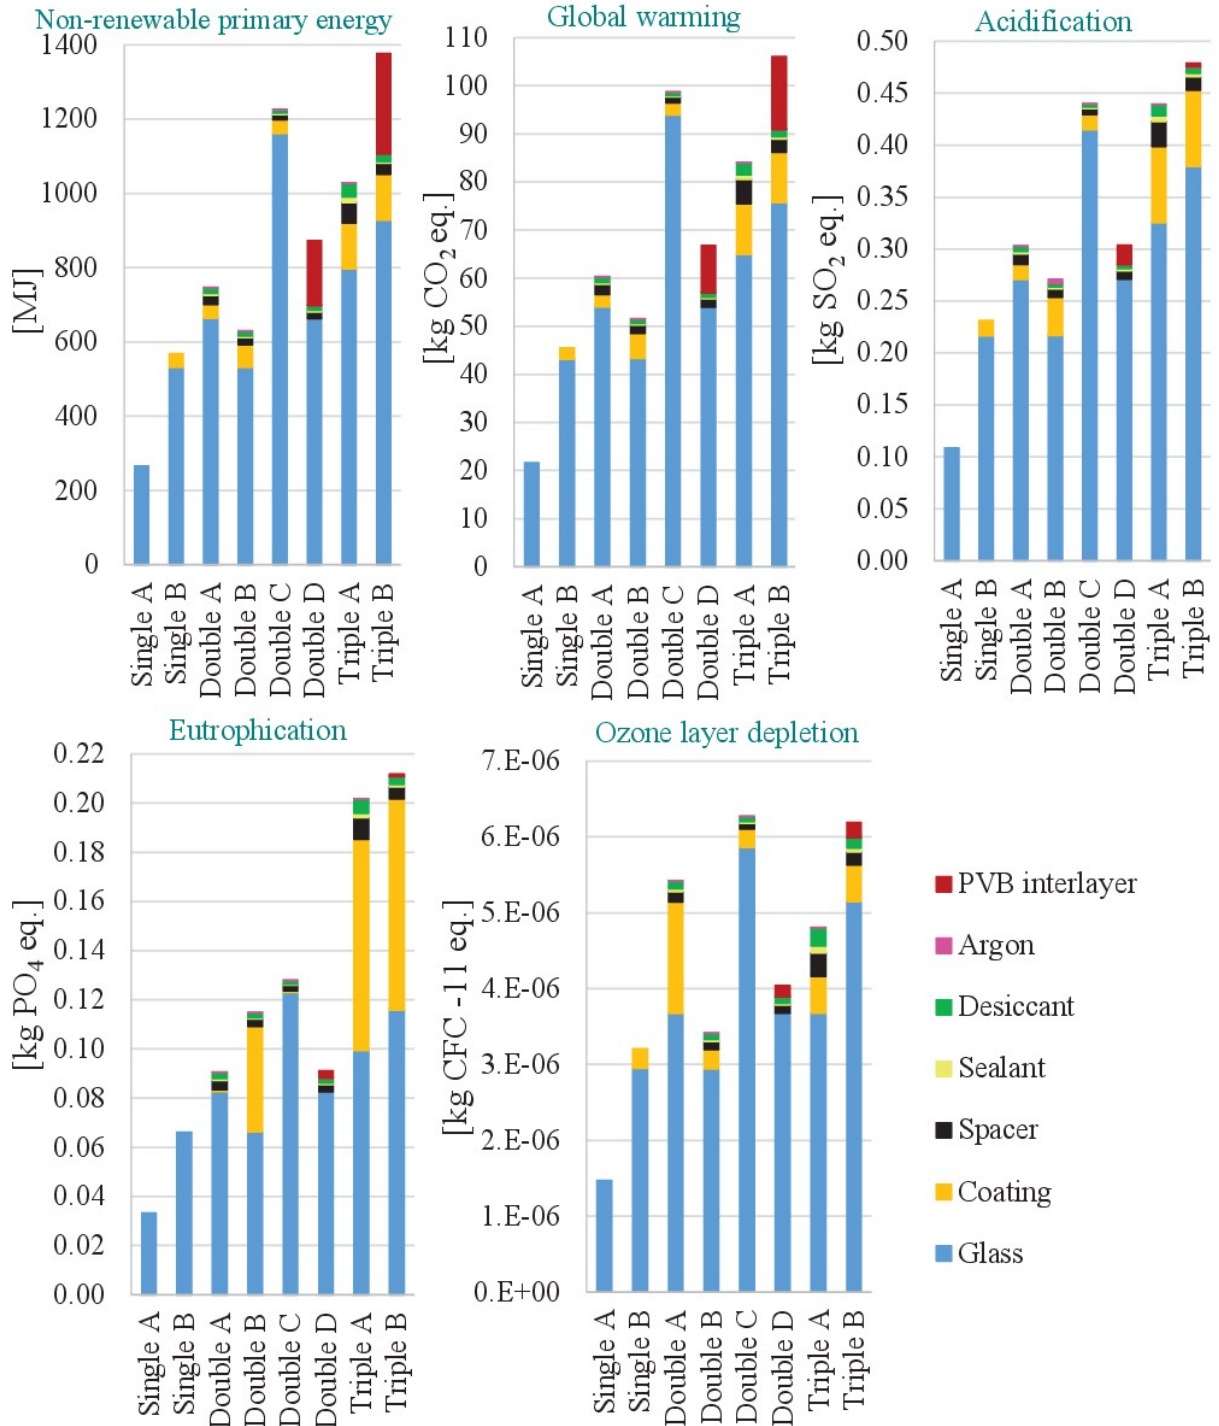 Non-renewable primary energy
[MJ]
1400
1200
1000
800
600
400
200
0
Single A
Single B
Double A
Double B
Double C
Double D
Triple A
Triple B
Global warming
[kg CO2 eq.]
110
100
90
80
70
60
50
40
30
20
10
0
Single A
Single B
Double A
Double B
Double C
Double D
Triple A
Triple B
Acidification
[kg SO2 eq.]
0.50
0.45
0.40
0.35
0.30
0.25
0.20
0.15
0.10
0.05
0.00
Single A
Single B
Double A
Double B
Double C
Double D
Triple A
Triple B
Eutrophication
[kg PO4 eq.]
0.22
0.20
0.18
0.16
0.14
0.12
0.10
0.08
0.06
0.04
0.02
0.00
Single A
Single B
Double A
Double B
Double C
Double D
Triple A
Triple B
Ozone layer depletion
[kg CFC -11 eq.]
7.E-06
6.E-06
5.E-06
4.E-06
3.E-06
2.E-06
1.E-06
0.E+00
Single A
Single B
Double A
Double B
Double C
Double D
Triple A
Triple B
PVB interlayer
Argon
Desiccant
Sealant
Spacer
Coating
Glass